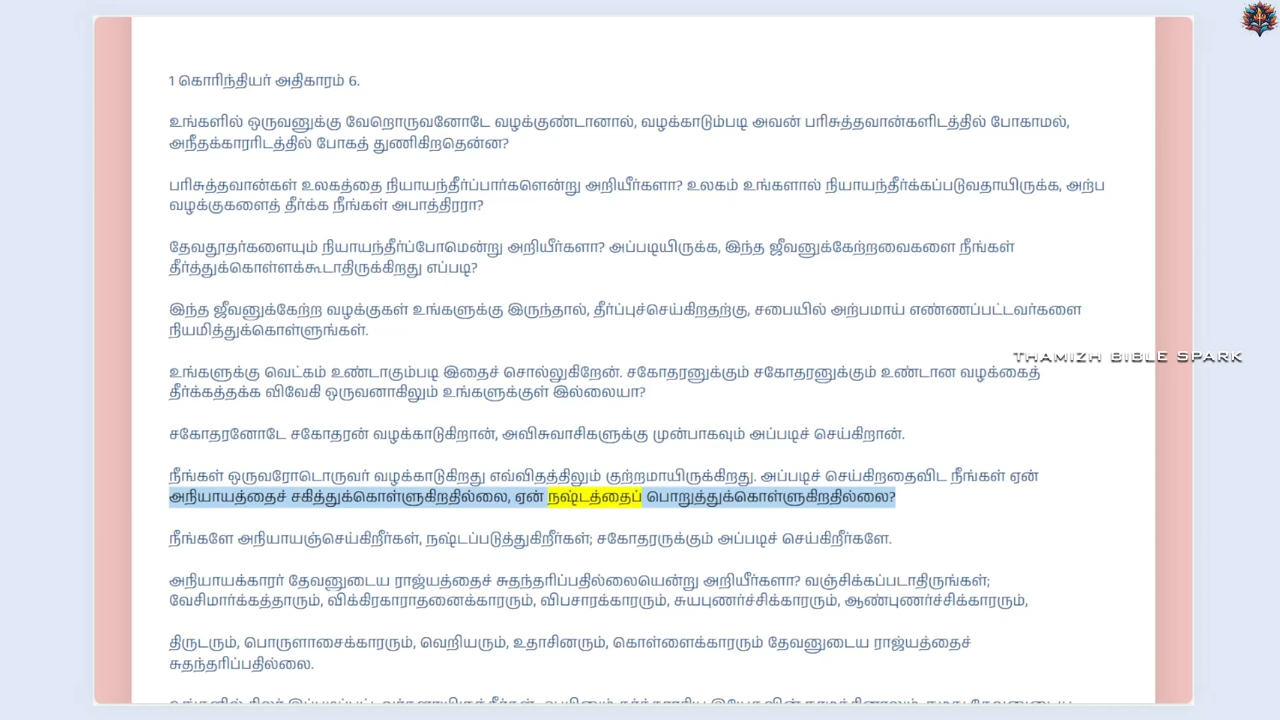 1 கொரிந்தியர் அதிகாரம் 6.
உங்களில் ஒருவனுக்கு வேறொருவனோடே வழக்குண்டானால், வழக்காடும்படி அவன் பரிசுத்தவான்களிடத்தில் போகாமல்,
அநீதக்காரரிடத்தில் போகத் துணிகிறதென்ன?
பரிசுத்தவான்கள் உலகத்தை நியாயந்தீர்ப்பார்களென்று அறியீர்களா? உலகம் உங்களால் நியாயந்தீர்க்கப்படுவதாயிருக்க, அற்ப
வழக்குகளைத் தீர்க்க நீங்கள் அபாத்திரரா?
தேவதூதர்களையும் நியாயந்தீர்ப்போமென்று அறியீர்களா? அப்படியிருக்க, இந்த ஜீவனுக்கேற்றவைகளை நீங்கள்
தீர்த்துக்கொள்ளக்கூடாதிருக்கிறது எப்படி?
இந்த ஜீவனுக்கேற்ற வழக்குகள் உங்களுக்கு இருந்தால், தீர்ப்புச்செய்கிறதற்கு, சபையில் அற்பமாய் எண்ணப்பட்டவர்களை
நியமித்துக்கொள்ளுங்கள்.
THAMIZH BIBLE SPARK
உங்களுக்கு வெட்கம் உண்டாகும்படி இதைச் சொல்லுகிறேன். சகோதரனுக்கும் சகோதரனுக்கும் உண்டான வழக்கைத்
தீர்க்கத்தக்க விவேகி ஒருவனாகிலும் உங்களுக்குள் இல்லையா?
சகோதரனோடே சகோதரன் வழக்காடுகிறான், அவிசுவாசிகளுக்கு முன்பாகவும் அப்படிச் செய்கிறான்.
நீங்கள் ஒருவரோடொருவர் வழக்காடுகிறது எவ்விதத்திலும் குற்றமாயிருக்கிறது. அப்படிச் செய்கிறதைவிட நீங்கள் ஏன்
அநியாயத்தைச் சகித்துக்கொள்ளுகிறதில்லை, ஏன் நஷ்டத்தைப் பொறுத்துக்கொள்ளுகிறதில்லை?
நீங்களே அநியாயஞ்செய்கிறீர்கள், நஷ்டப்படுத்துகிறீர்கள்; சகோதரருக்கும் அப்படிச் செய்கிறீர்களே.
அநியாயக்காரர் தேவனுடைய ராஜ்யத்தைச் சுதந்தரிப்பதில்லையென்று அறியீர்களா? வஞ்சிக்கப்படாதிருங்கள்;
வேசிமார்க்கத்தாரும், விக்கிரகாராதனைக்காரரும், விபசாரக்காரரும், சுயபுணர்ச்சிக்காரரும், ஆண்புணர்ச்சிக்காரரும்,
திருடரும், பொருளாசைக்காரரும், வெறியரும், உதாசினரும், கொள்ளைக்காரரும் தேவனுடைய ராஜ்யத்தைச்
சுதந்தரிப்பதில்லை.